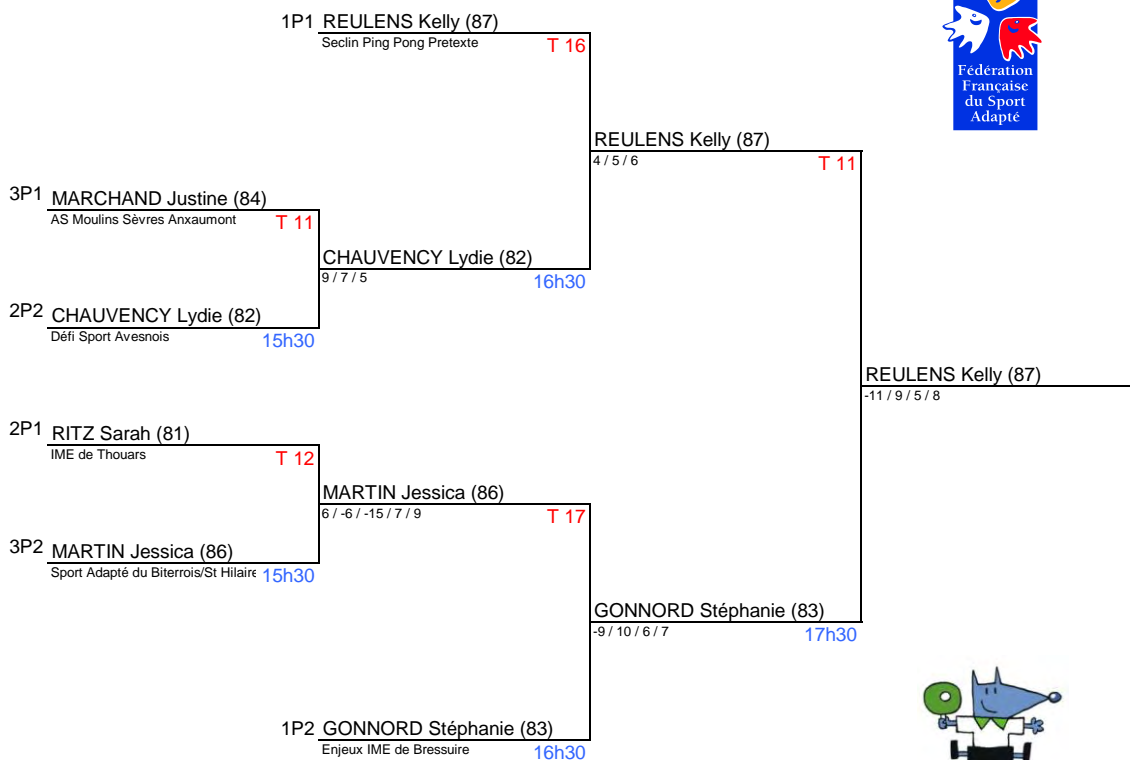 1P1 REULENS Kelly (87)
Seclin Ping Pong Pretexte T 16
Fédération
Française
du Sport
Adapté
REULENS Kelly (87)
4 / 5 / 6 T 11
3P1 MARCHAND Justine (84)
AS Moulins Sèvres Anxaumont T 11
CHAUVENCY Lydie (82)
9 / 7 / 5 16h30
2P2 CHAUVENCY Lydie (82)
Défi Sport Avesnois 15h30
REULENS Kelly (87)
-11 / 9 / 5 / 8
2P1 RITZ Sarah (81)
IME de Thouars T 12
MARTIN Jessica (86)
6 / -6 / -15 / 7 / 9 T 17
3P2 MARTIN Jessica (86)
Sport Adapté du Biterrois/St Hilaire 15h30
GONNORD Stéphanie (83)
-9 / 10 / 6 / 7 17h30
1P2 GONNORD Stéphanie (83)
Enjeux IME de Bressuire 16h30